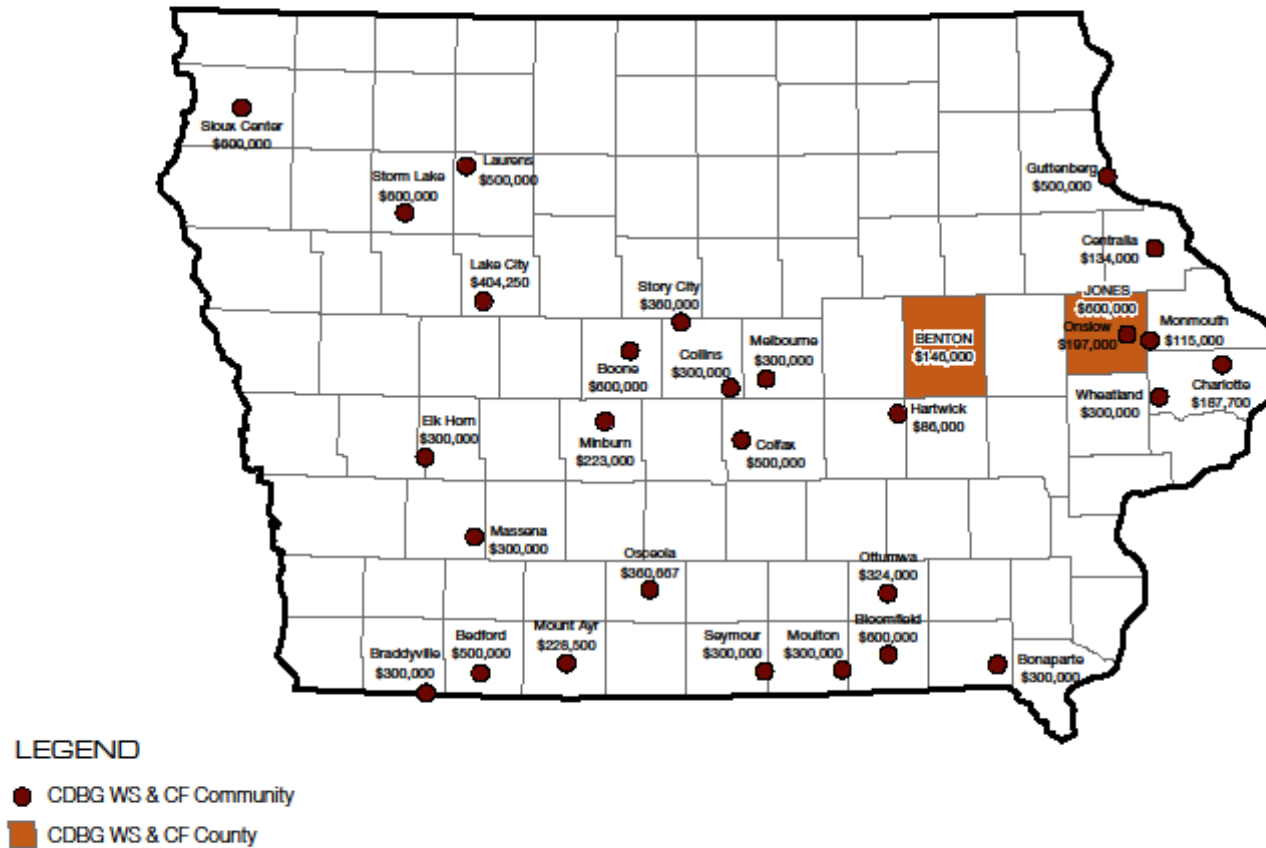 Sioux Center
$600,000
Laurens
$500,000
Storm Lake
$600,000
Guttenberg
$500,000
Centralia
$134,000
Lake City
$404,250
Story City
$360,000
JONES
$600,000
Onslow
$197,000
Monmouth
$115,000
BENTON
$146,000
Melbourne
$300,000
Collins
$300,000
Boone
$600,000
Charlotte
$187,700
Wheatland
$300,000
Hartwick
$86,000
Elk Horn
$300,000
Minburn
$223,000
Colfax
$500,000
Massena
$300,000
Ospeola
$360,667
Ottumwa
$324,000
Bloomfield
$600,000
Mount Ayr
$228,500
Bedford
$500,000
Braddyville
$300,000
Seymour
$300,000
Moulton
$300,000
Bonaparte
$300,000
LEGEND
CDBG WS & CF Community
CDBG WS & CF County